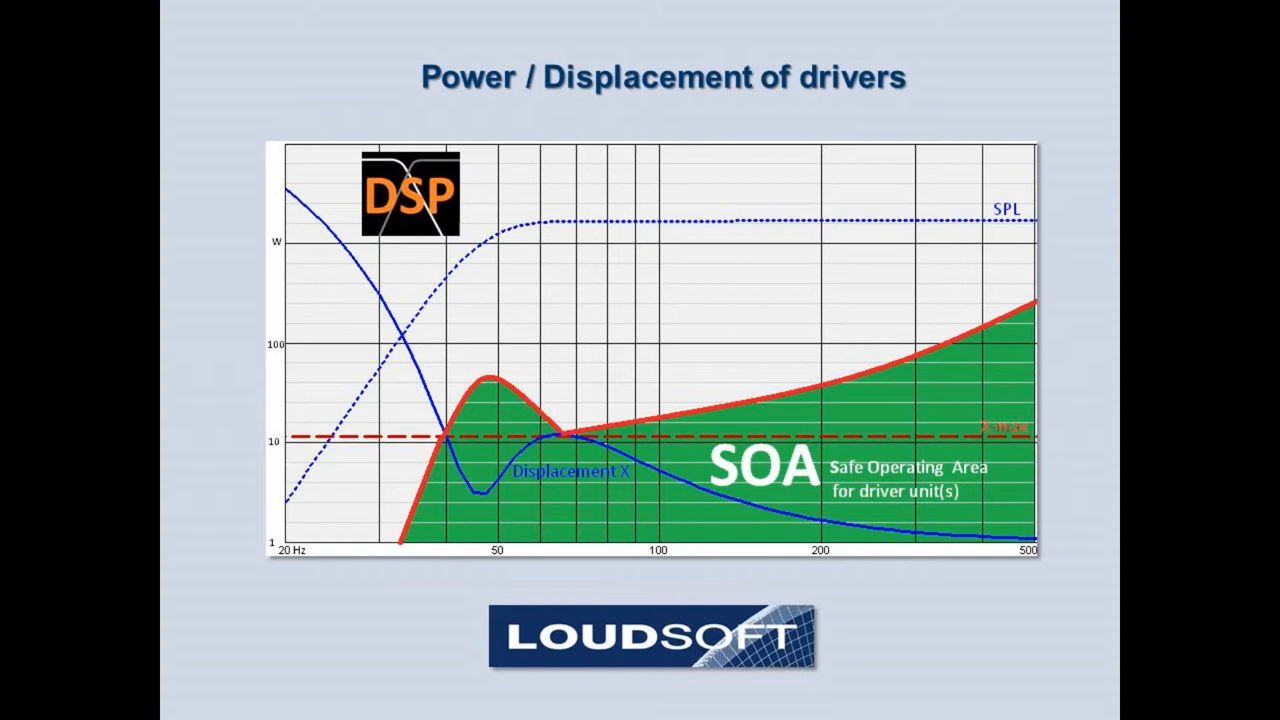 Power / Displacement of drivers
DSP
SPL
W
100
X-max
10
Displacement X
SOA
Safe Operating Area
for driver unit(s)
1
20 Hz
50
100
200
500
LOUDSOFT